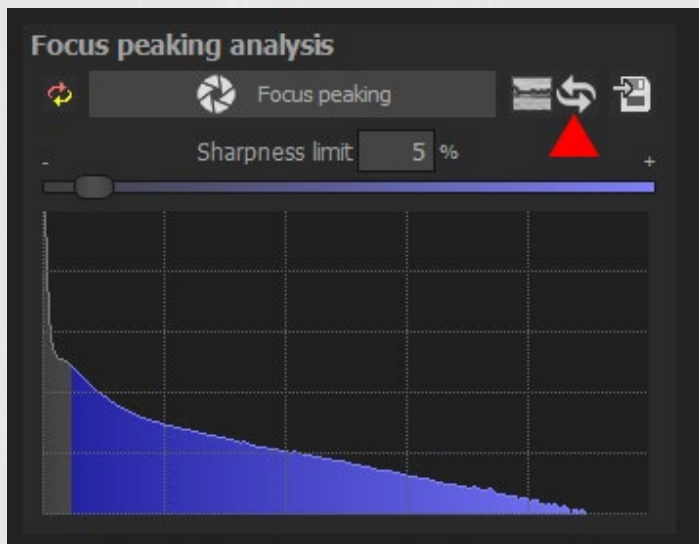 Focus peaking analysis
Focus peaking
Sharpness limit 5 %
- +